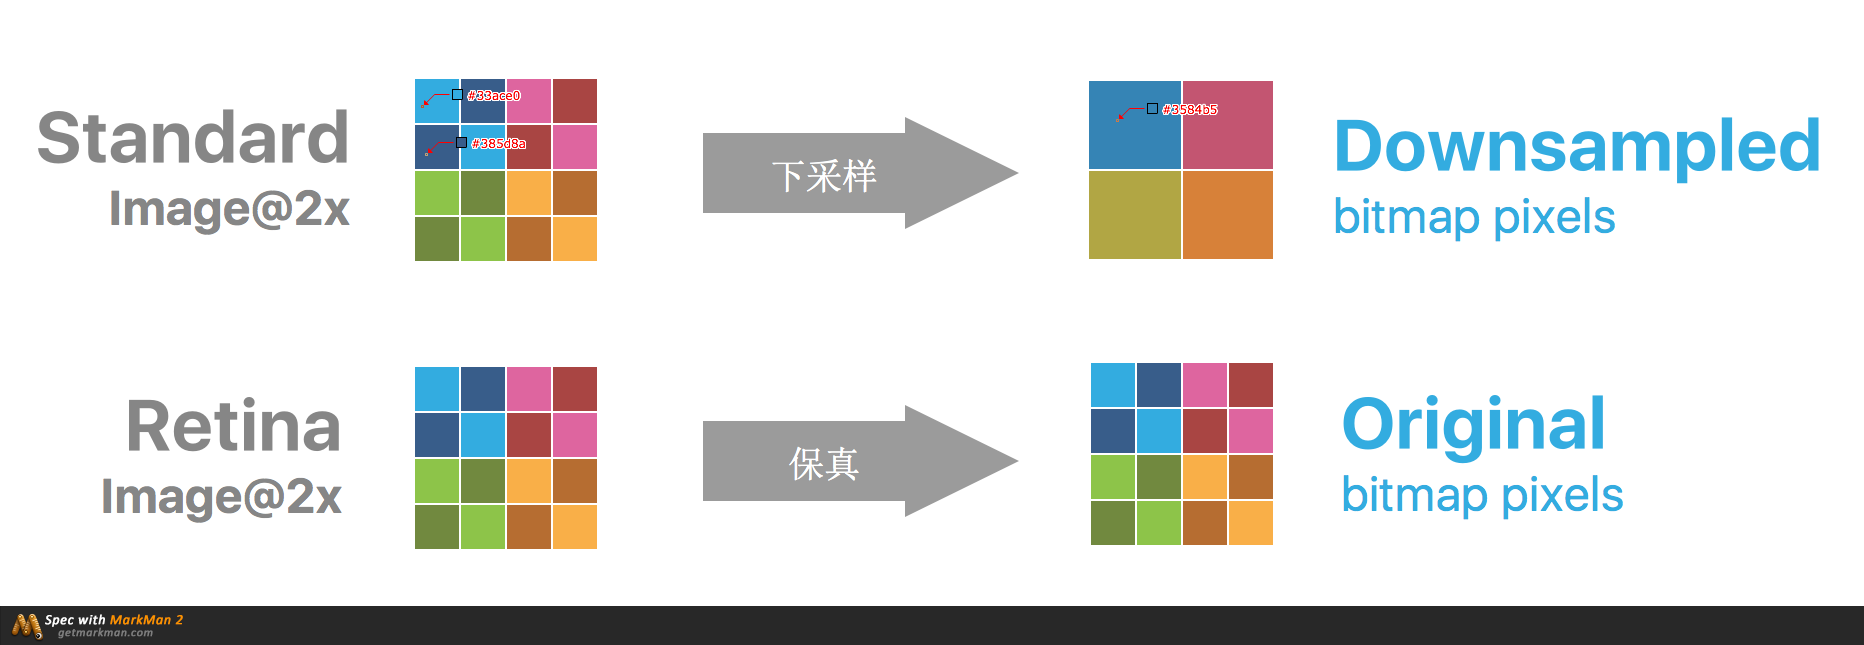 Standard
Image@2x
#33ace0
#385d8a
下采样
#3584b5
Downsampled
bitmap pixels
Retina
Image@2x
保真
Original
bitmap pixels
Spec with MarkMan 2
getmarkman.com